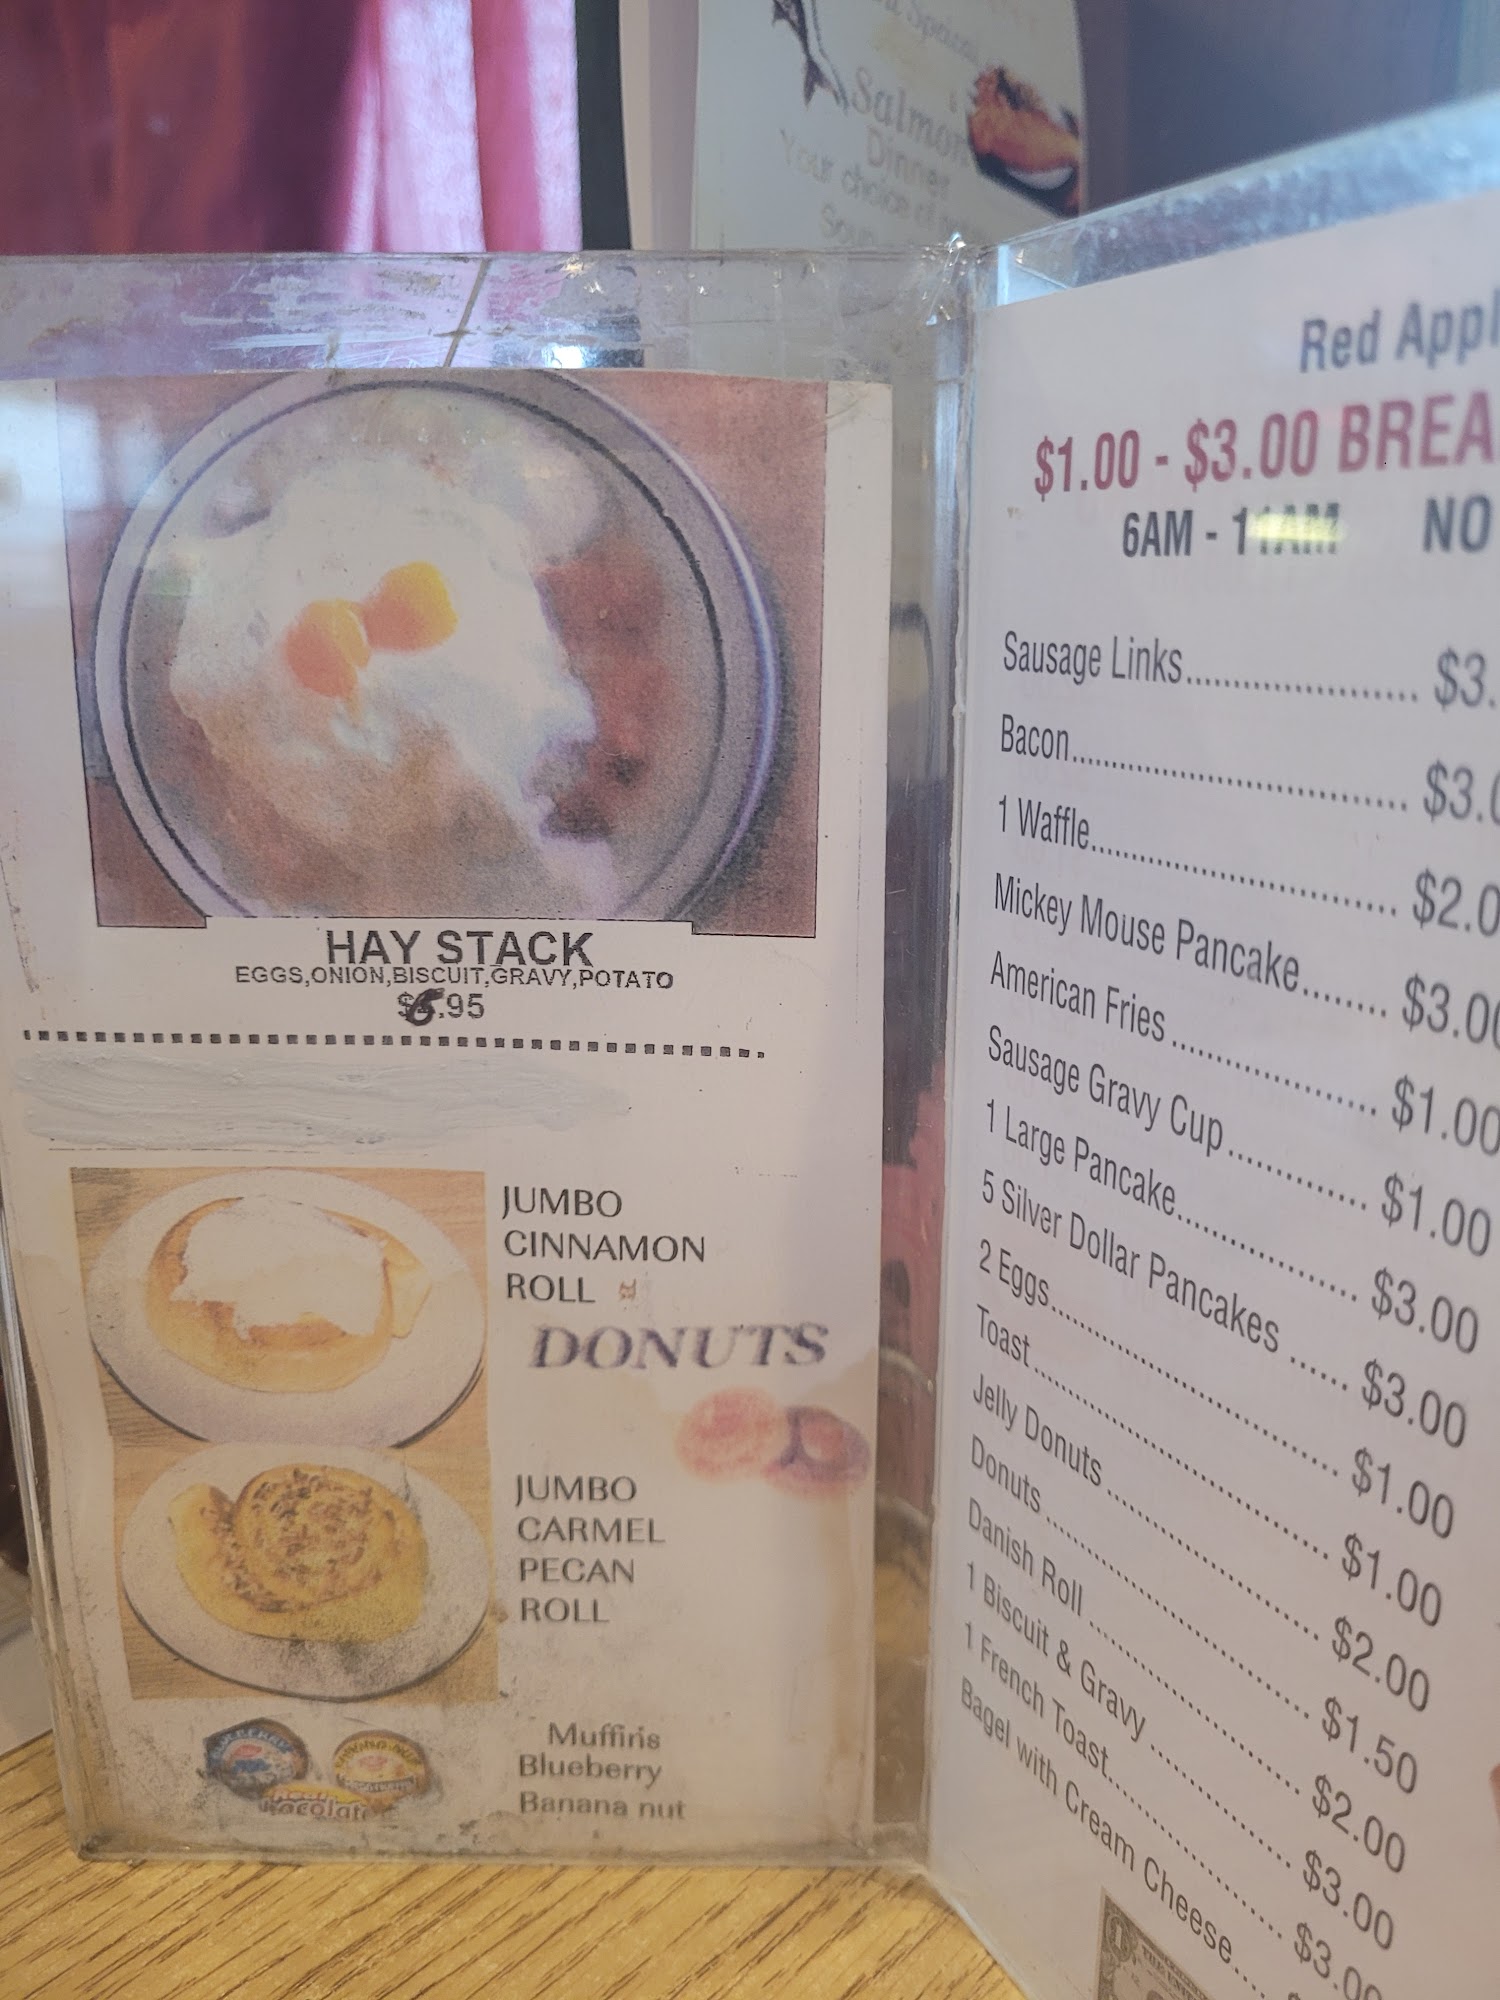 Salmon
Dinner
Your choice of
Soup
HAY STACK
EGGS,ONION,BISCUIT,GRAVY,POTATO
$6.95
JUMBO
CINNAMON
ROLL
DONUTS
JUMBO
CARMEL
PECAN
ROLL
Muffins
Blueberry
Banana nut
Red Appl
$1.00 - $3.00 BREA
6AM - 11AM NO
Sausage Links.................... $3.
Bacon.................... $3.0
1 Waffle.................... $2.0
Mickey Mouse Pancake........ $3.00
American Fries .................... $1.00
Sausage Gravy Cup.............. $1.00
1 Large Pancake.................... $3.00
5 Silver Dollar Pancakes ...... $3.00
2 Eggs.................... $1.00
Toast.................... $1.00
Jelly Donuts .................... $2.00
Donuts .................... $1.50
Danish Roll .................... $2.00
1 Biscuit & Gravy .................... $3.00
1 French Toast.................... $3.00
Bagel with Cream Cheese....